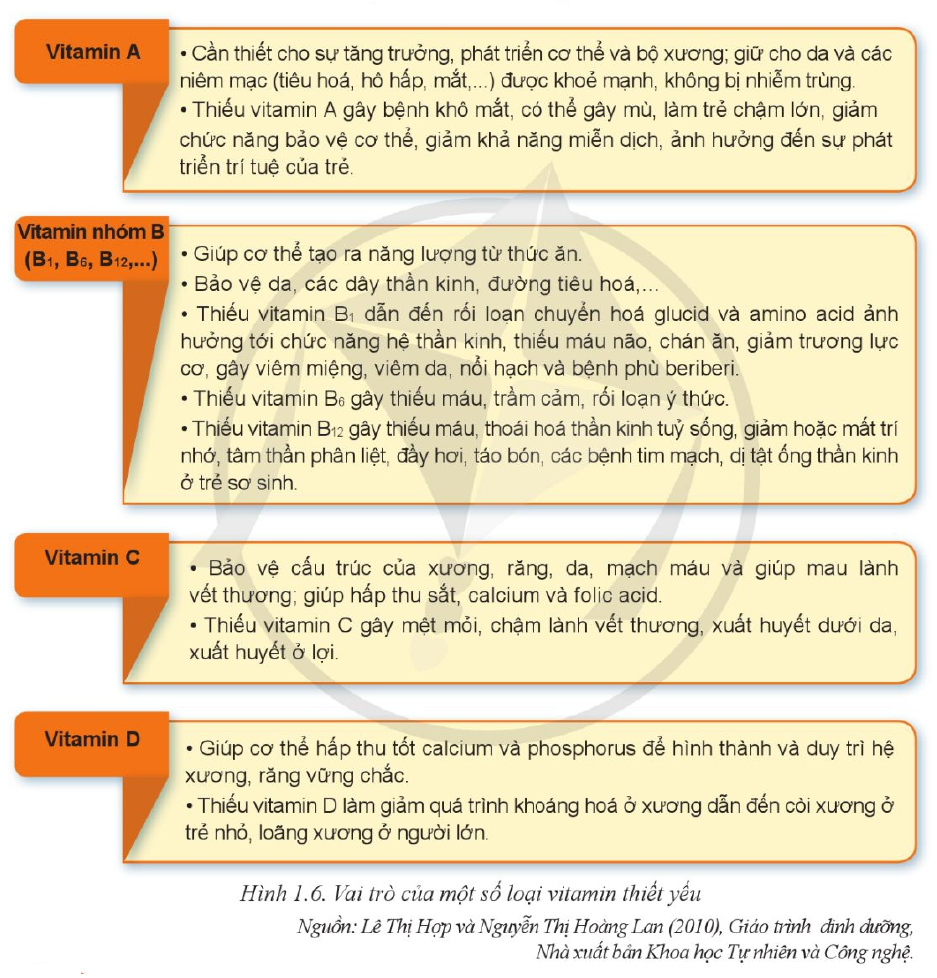 Vitamin A
• Cần thiết cho sự tăng trưởng, phát triển cơ thể và bộ xương; giữ cho da và các
niêm mạc (tiêu hoá, hô hấp, mắt,...) được khoẻ mạnh, không bị nhiễm trùng.
• Thiếu vitamin A gây bệnh khô mắt, có thể gây mù, làm trẻ chậm lớn, giảm
chức năng bảo vệ cơ thể, giảm khả năng miễn dịch, ảnh hưởng đến sự phát
triển trí tuệ của trẻ.
Vitamin nhóm B
(B₁, B₆, B₁₂,...)
• Giúp cơ thể tạo ra năng lượng từ thức ăn.
• Bảo vệ da, các dây thần kinh, đường tiêu hoá,...
• Thiếu vitamin B₁ dẫn đến rối loạn chuyển hoá glucid và amino acid ảnh
hưởng tới chức năng hệ thần kinh, thiếu máu não, chán ăn, giảm trương lực
cơ, gây viêm miệng, viêm da, nổi hạch và bệnh phù beriberi.
• Thiếu vitamin B₆ gây thiếu máu, trầm cảm, rối loạn ý thức.
• Thiếu vitamin B₁₂ gây thiếu máu, thoái hoá thần kinh tuỷ sống, giảm hoặc mất trí
nhớ, tâm thần phân liệt, đầy hơi, táo bón, các bệnh tim mạch, dị tật ống thần kinh
ở trẻ sơ sinh.
Vitamin C
• Bảo vệ cấu trúc của xương, răng, da, mạch máu và giúp mau lành
vết thương; giúp hấp thu sắt, calcium và folic acid.
• Thiếu vitamin C gây mệt mỏi, chậm lành vết thương, xuất huyết dưới da,
xuất huyết ở lợi.
Vitamin D
• Giúp cơ thể hấp thu tốt calcium và phosphorus để hình thành và duy trì hệ
xương, răng vững chắc.
• Thiếu vitamin D làm giảm quá trình khoáng hoá ở xương dẫn đến còi xương ở
trẻ nhỏ, loãng xương ở người lớn.
Hình 1.6. Vai trò của một số loại vitamin thiết yếu
Nguồn: Lê Thị Hợp và Nguyễn Thị Hoàng Lan (2010), Giáo trình dinh dưỡng,
Nhà xuất bản Khoa học Tự nhiên và Công nghệ.